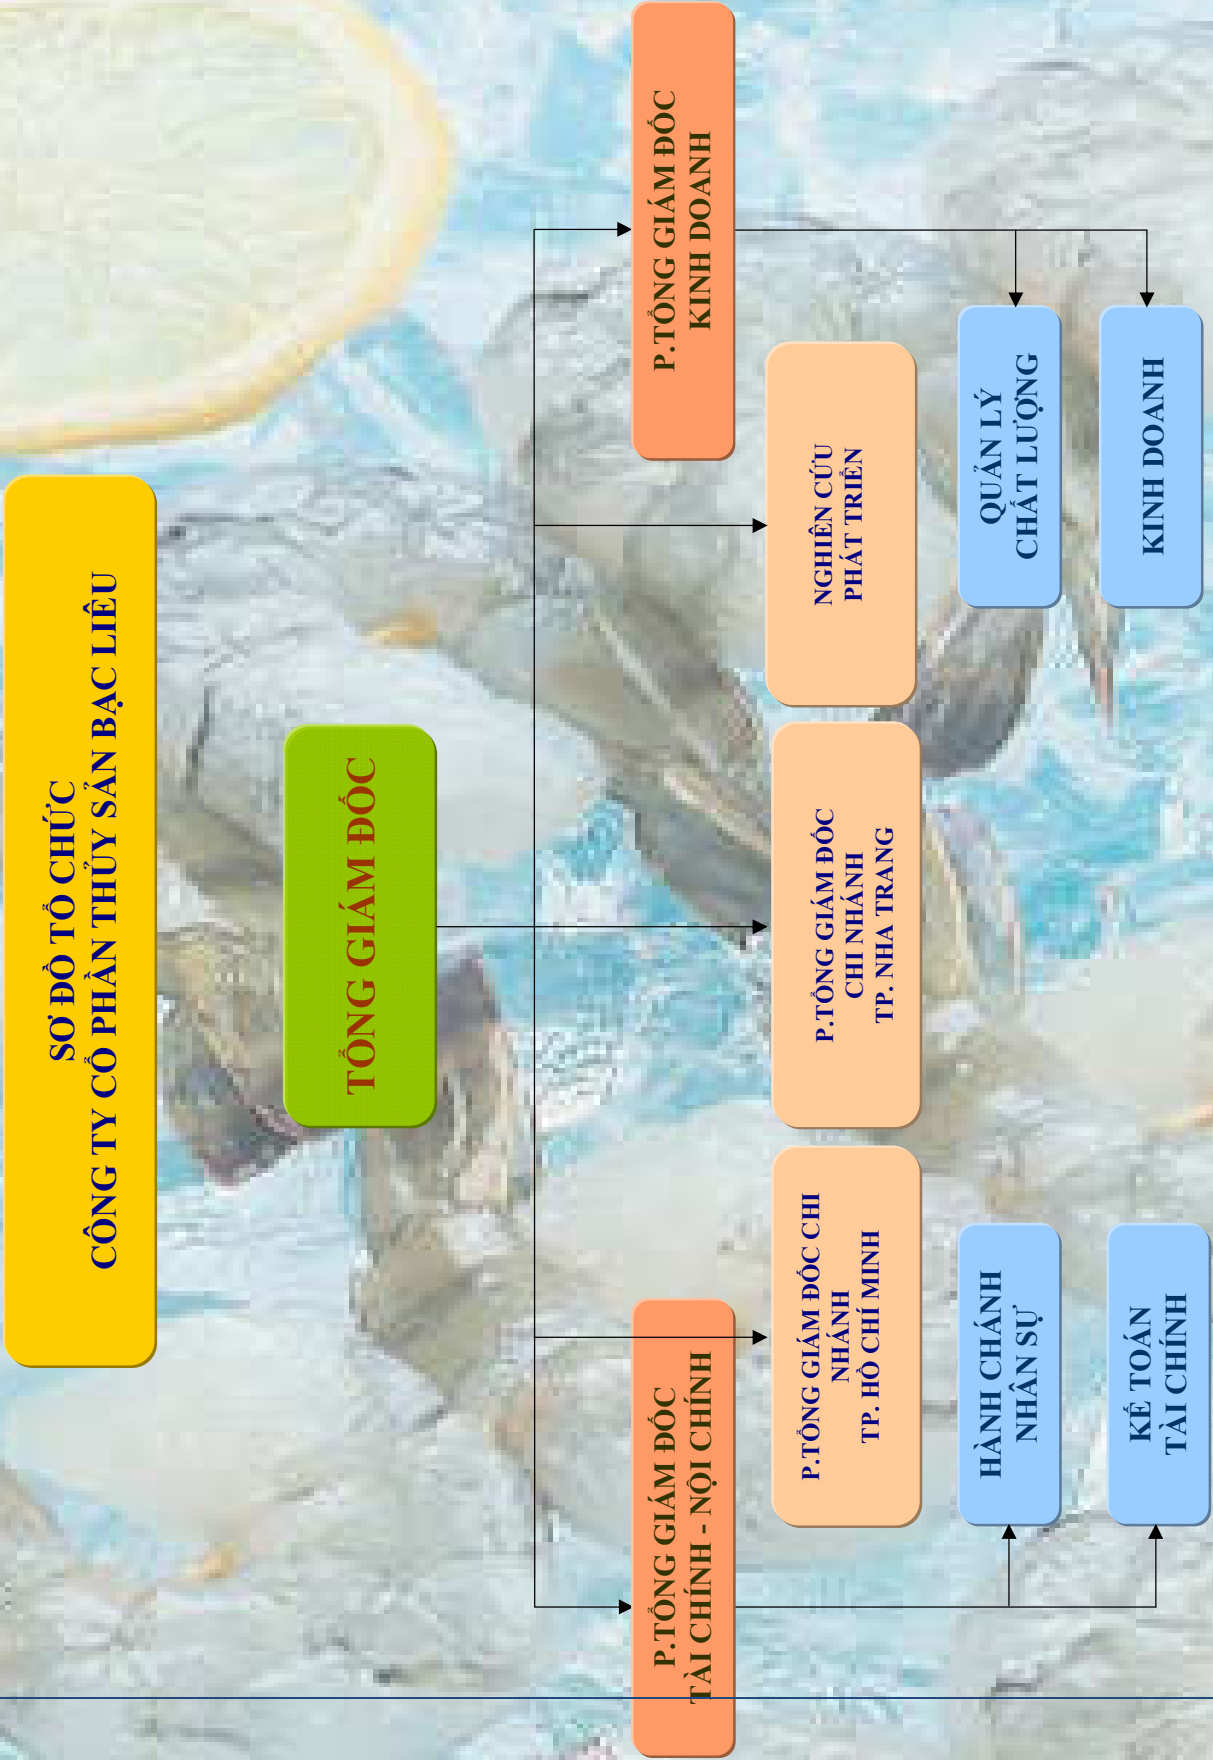 SƠ ĐỒ TỔ CHỨC
CÔNG TY CỔ PHẦN THỦY SẢN BẠC LIÊU
TỔNG GIÁM ĐỐC
P.TỔNG GIÁM ĐỐC
TÀI CHÍNH - NỘI CHÍNH
P.TỔNG GIÁM ĐỐC
KINH DOANH
P.TỔNG GIÁM ĐỐC CHI
NHÁNH
TP. HỒ CHÍ MINH
P.TỔNG GIÁM ĐỐC
CHI NHÁNH
TP. NHA TRANG
NGHIÊN CỨU
PHÁT TRIỂN
HÀNH CHÁNH
NHÂN SỰ
QUẢN LÝ
CHẤT LƯỢNG
KẾ TOÁN
TÀI CHÍNH
KINH DOANH